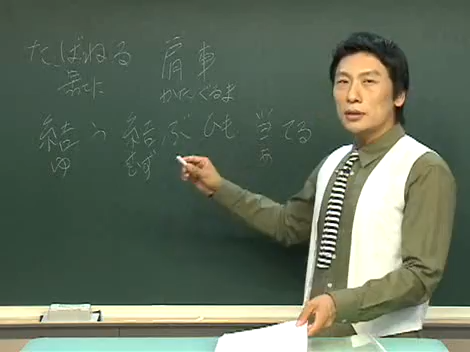 たばねる 肩車
かたぐるま
結う 結ぶ ひも 当てる
ゆ むす あ